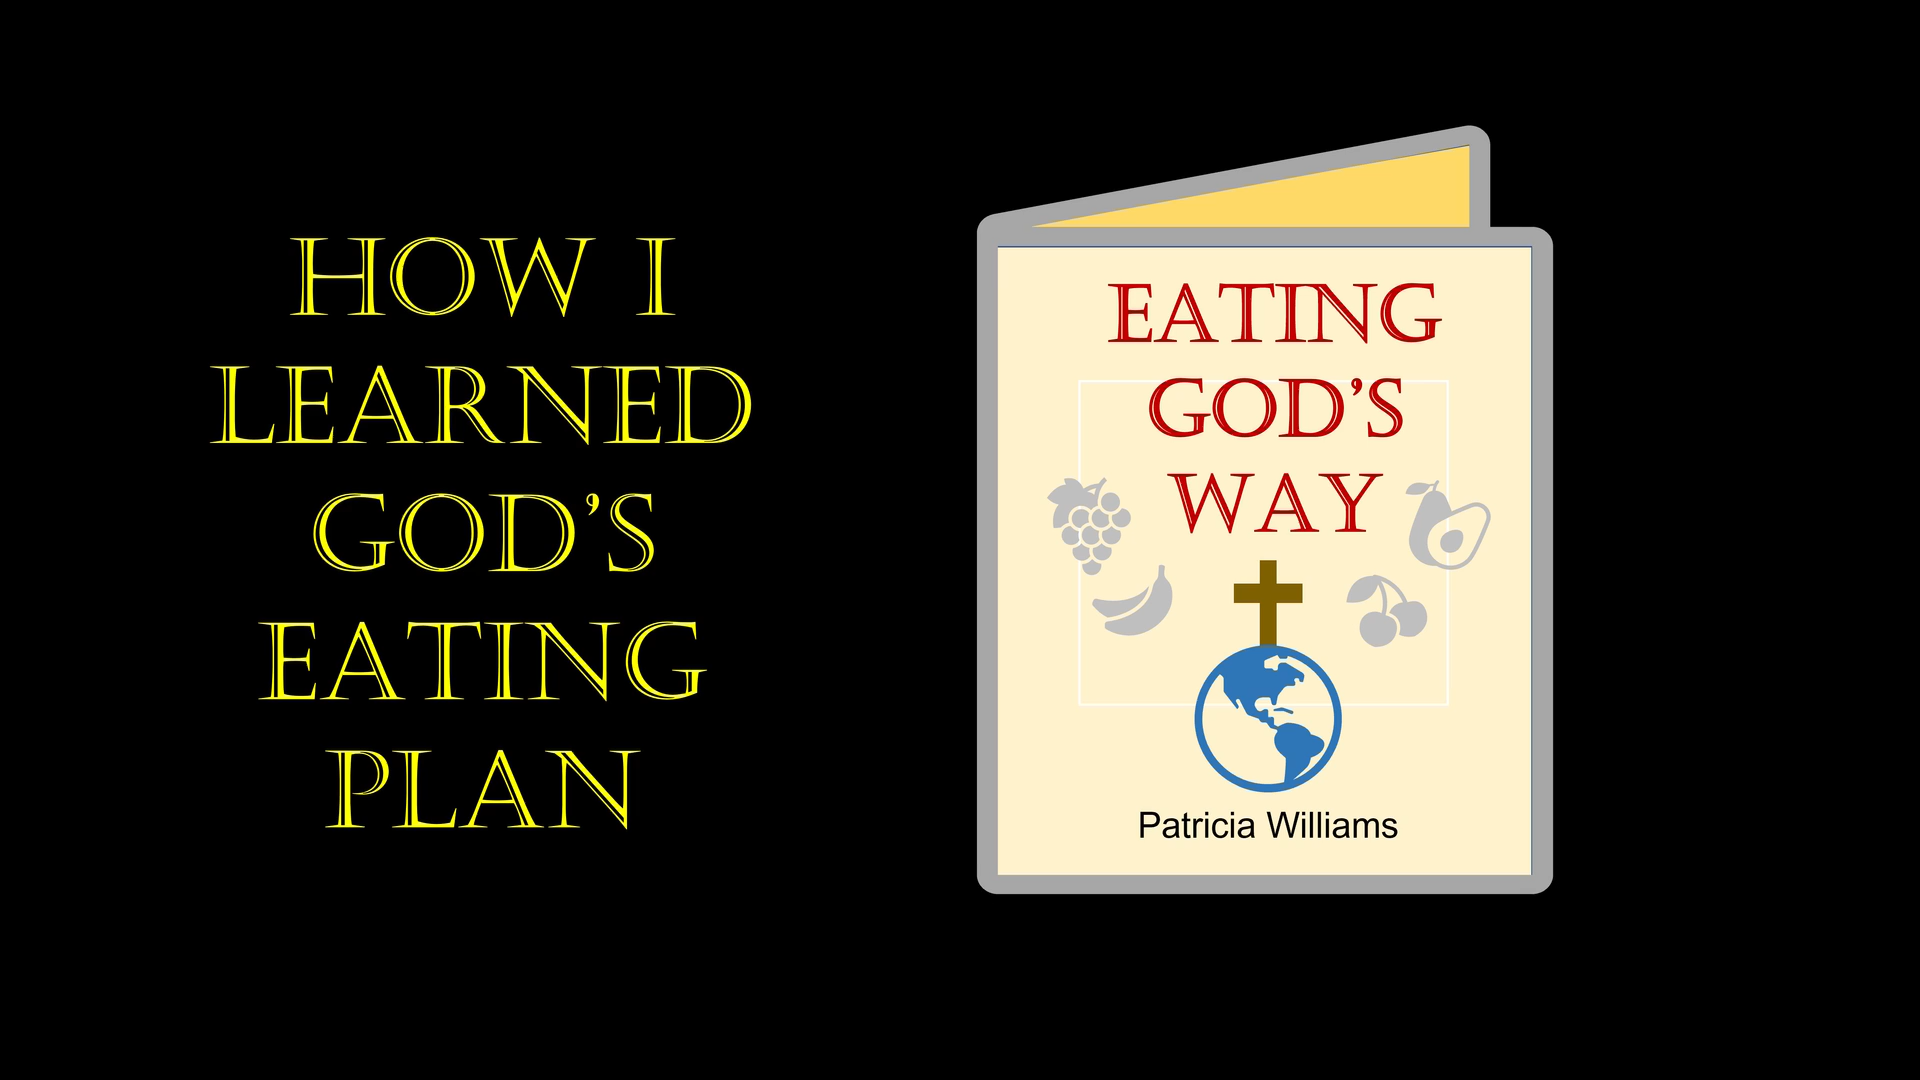 HOW I
LEARNED
GOD’S
EATING
PLAN
EATING
GOD’S
WAY
Patricia Williams